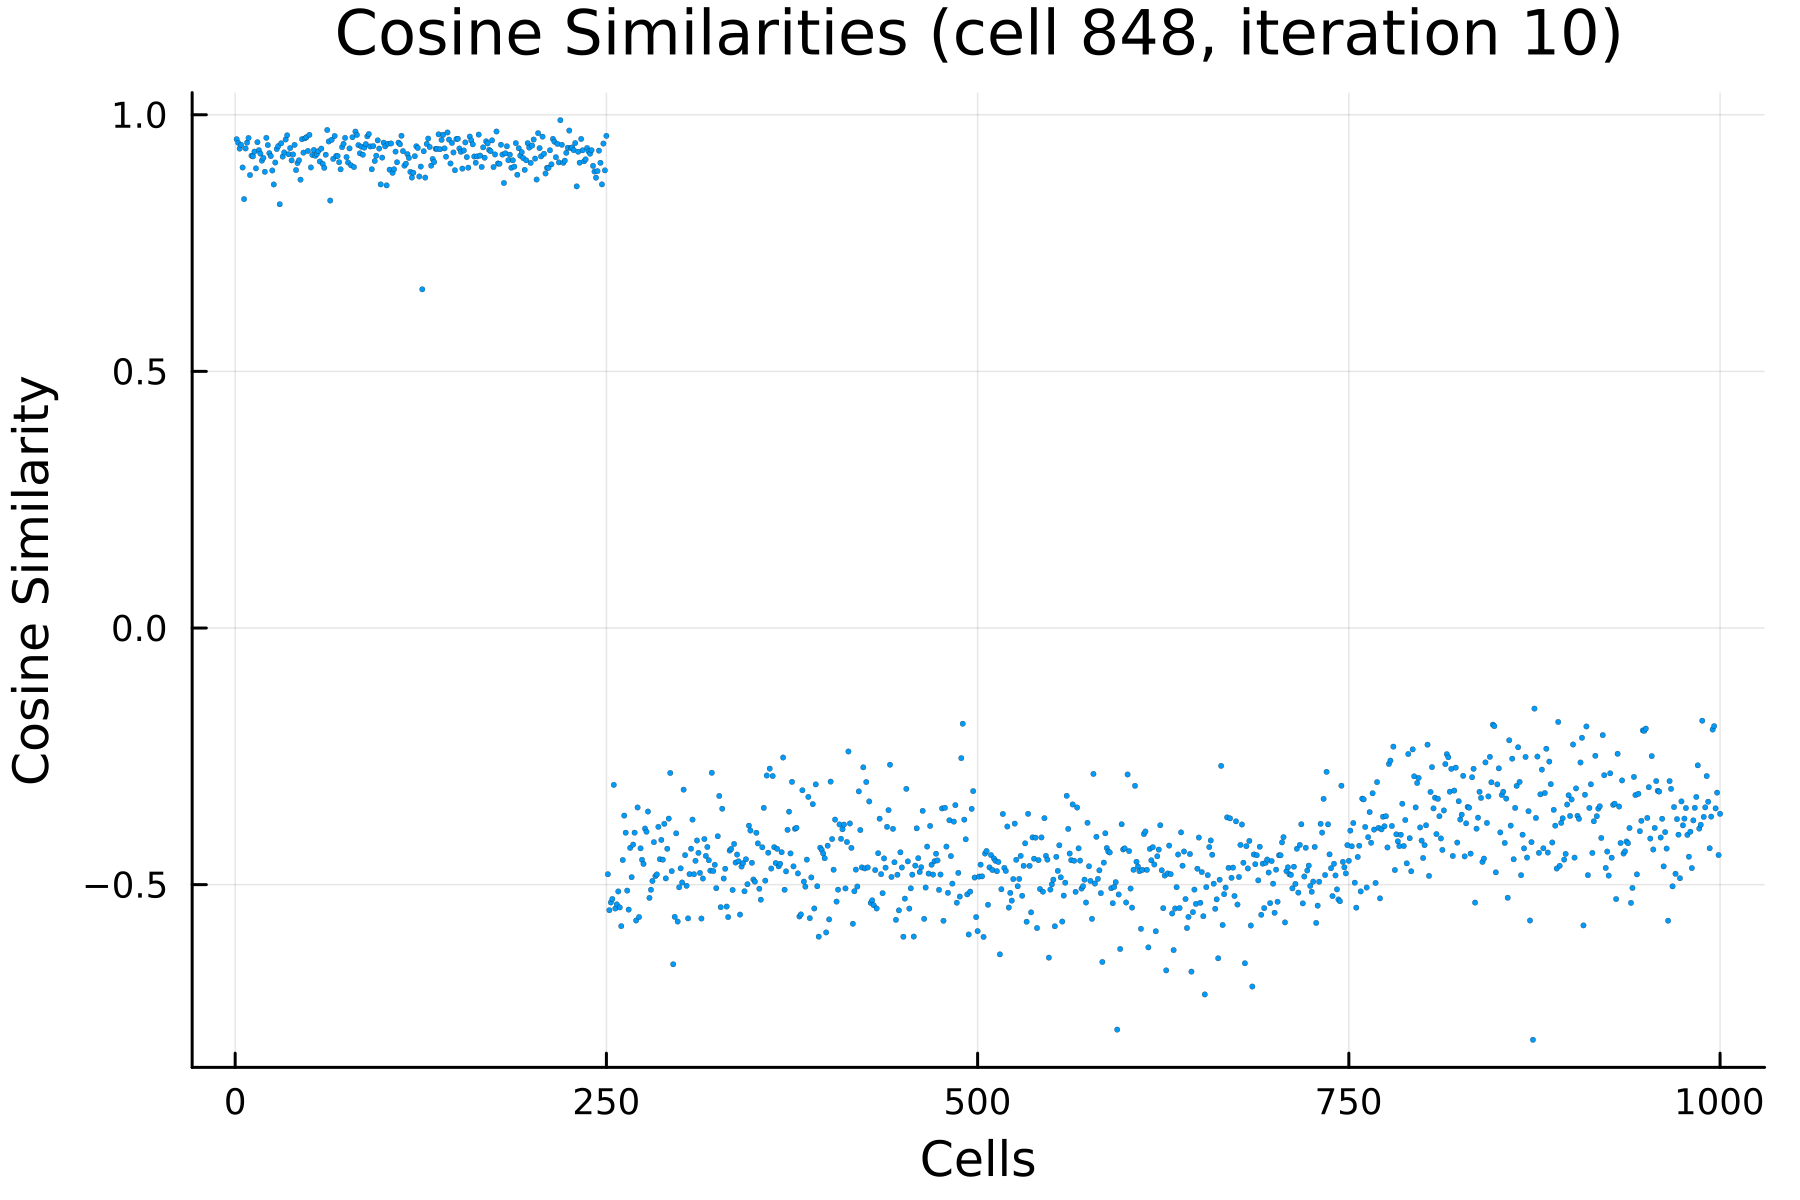 Cosine Similarities (cell 848, iteration 10)
Cosine Similarity
1.0
0.5
0.0
−0.5
0 250 500 750 1000
Cells